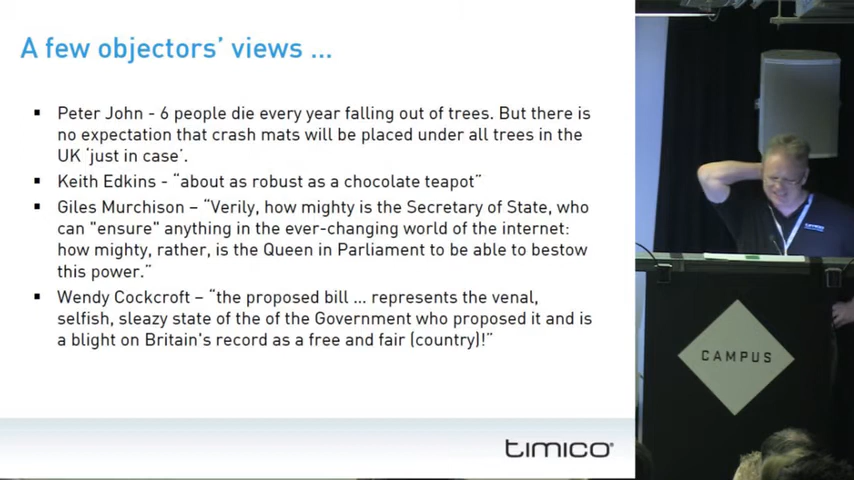 A few objectors' views ...
▪ Peter John - 6 people die every year falling out of trees. But there is
no expectation that crash mats will be placed under all trees in the
UK 'just in case'.
▪ Keith Edkins - "about as robust as a chocolate teapot"
▪ Giles Murchison – "Verily, how mighty is the Secretary of State, who
can "ensure" anything in the ever-changing world of the internet:
how mighty, rather, is the Queen in Parliament to be able to bestow
this power."
▪ Wendy Cockcroft – "the proposed bill ... represents the venal,
selfish, sleazy state of the of the Government who proposed it and is
a blight on Britain's record as a free and fair (country)!"
timico
CAMPUS